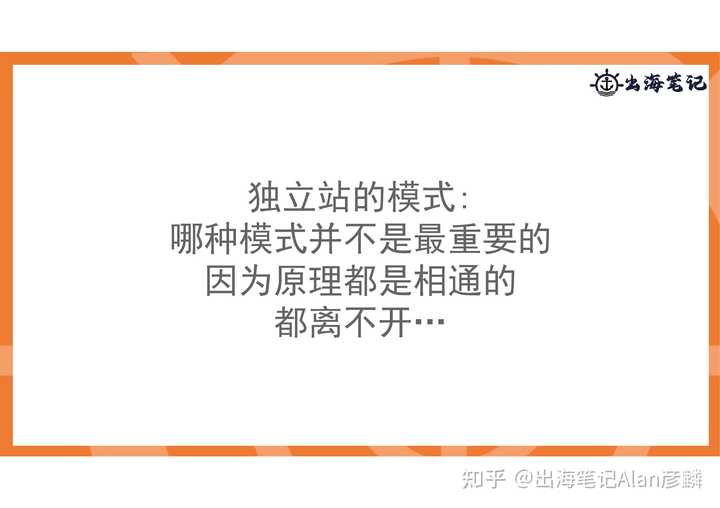 出海笔记
独立站的模式：
哪种模式并不是最重要的
因为原理都是相通的
都离不开…
知乎 @出海笔记Alan彦麟